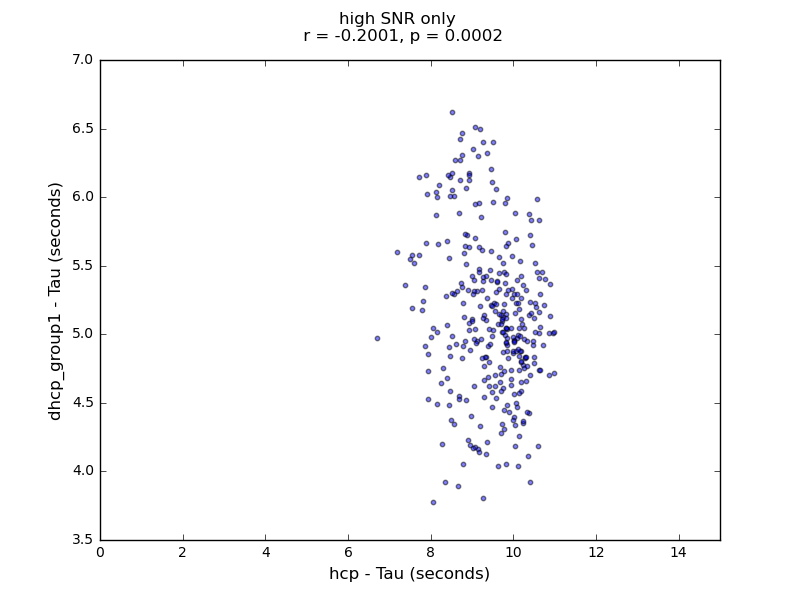 high SNR only
r = -0.2001, p = 0.0002
7.0
6.5
6.0
5.5
5.0
4.5
4.0
3.5
dhcp_group1 - Tau (seconds)
0 2 4 6 8 10 12 14
hcp - Tau (seconds)